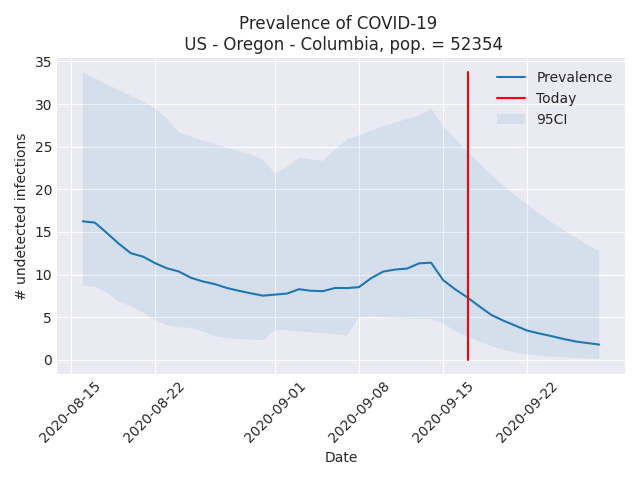 Prevalence of COVID-19
US - Oregon - Columbia, pop. = 52354
# undetected infections
35
30
25
20
15
10
5
0
Prevalence
Today
95CI
2020-08-15
2020-08-22
2020-09-01
2020-09-08
2020-09-15
2020-09-22
Date